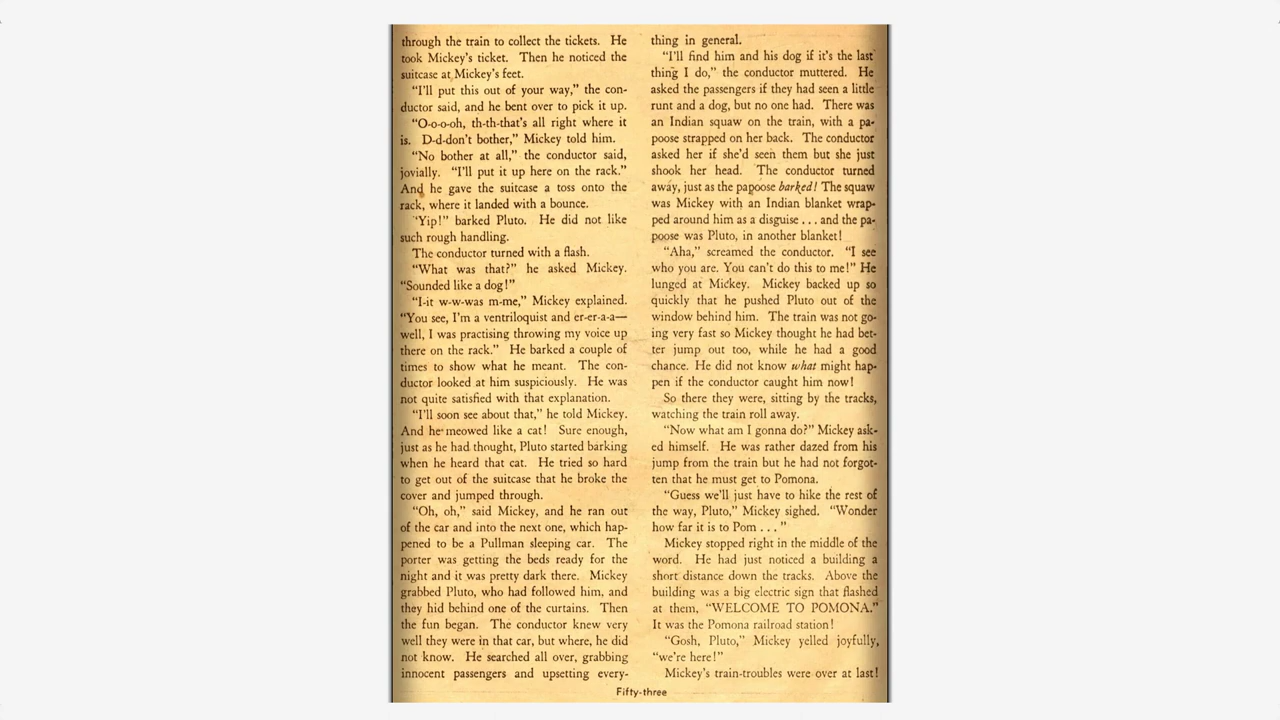 through the train to collect the tickets. He
took Mickey's ticket. Then he noticed the
suitcase at Mickey's feet.
“I'll put this out of your way,” the con-
ductor said, and he bent over to pick it up.
“O-o-o-oh, th-th-that's all right where it
is. D-d-don't bother,” Mickey told him.
“No bother at all,” the conductor said,
jovially. “I'll put it up here on the rack.”
And he gave the suitcase a toss onto the
rack, where it landed with a bounce.
“Yip!” barked Pluto. He did not like
such rough handling.
The conductor turned with a flash.
“What was that?” he asked Mickey.
“Sounded like a dog!”
“I-it w-w-was m-me,” Mickey explained.
“You see, I'm a ventriloquist and er-er-a-a—
well, I was practising throwing my voice up
there on the rack.” He barked a couple of
times to show what he meant. The con-
ductor looked at him suspiciously. He was
not quite satisfied with that explanation.
“I'll soon see about that,” he told Mickey.
And he meowed like a cat! Sure enough,
just as he had thought, Pluto started barking
when he heard that cat. He tried so hard
to get out of the suitcase that he broke the
cover and jumped through.
“Oh, oh,” said Mickey, and he ran out
of the car and into the next one, which hap-
pened to be a Pullman sleeping car. The
porter was getting the beds ready for the
night and it was pretty dark there. Mickey
grabbed Pluto, who had followed him, and
they hid behind one of the curtains. Then
the fun began. The conductor knew very
well they were in that car, but where, he did
not know. He searched all over, grabbing
innocent passengers and upsetting every-
thing in general.
“I'll find him and his dog if it's the last
thing I do,” the conductor muttered. He
asked the passengers if they had seen a little
runt and a dog, but no one had. There was
an Indian squaw on the train, with a pa-
poose strapped on her back. The conductor
asked her if she'd seen them but she just
shook her head. The conductor turned
away, just as the papoose barked! The squaw
was Mickey with an Indian blanket wrap-
ped around him as a disguise . . . and the pa-
poose was Pluto, in another blanket!
“Aha,” screamed the conductor. “I see
who you are. You can't do this to me!” He
lunged at Mickey. Mickey backed up so
quickly that he pushed Pluto out of the
window behind him. The train was not go-
ing very fast so Mickey thought he had bet-
ter jump out too, while he had a good
chance. He did not know what might hap-
pen if the conductor caught him now!
So there they were, sitting by the tracks,
watching the train roll away.
“Now what am I gonna do?” Mickey ask-
ed himself. He was rather dazed from his
jump from the train but he had not forgot-
ten that he must get to Pomona.
“Guess we'll just have to hike the rest of
the way, Pluto,” Mickey sighed. “Wonder
how far it is to Pom . . . ”
Mickey stopped right in the middle of the
word. He had just noticed a building a
short distance down the tracks. Above the
building was a big electric sign that flashed
at them, “WELCOME TO POMONA.”
It was the Pomona railroad station!
“Gosh, Pluto,” Mickey yelled joyfully,
“we're here!”
Mickey's train-troubles were over at last!
Fifty-three